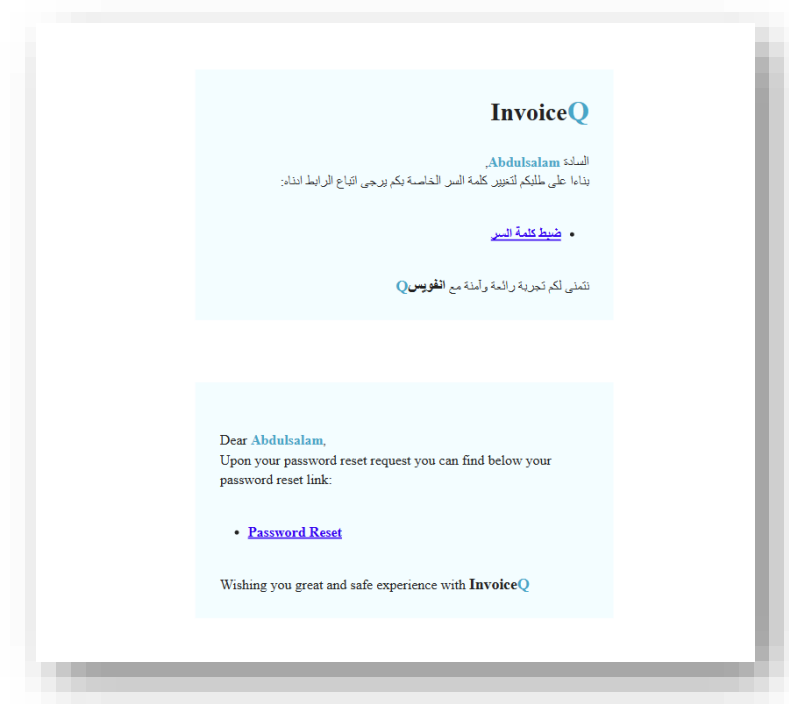 InvoiceQ
السادة Abdulsalam,
بناءا على طلبكم لتغيير كلمة السر الخاصة بكم يرجى اتباع الرابط ادناه:
• ضبط كلمة السر
نتمنى لكم تجربة رائعة وآمنة مع انفويسQ
Dear Abdulsalam,
Upon your password reset request you can find below your
password reset link:
• Password Reset
Wishing you great and safe experience with InvoiceQ